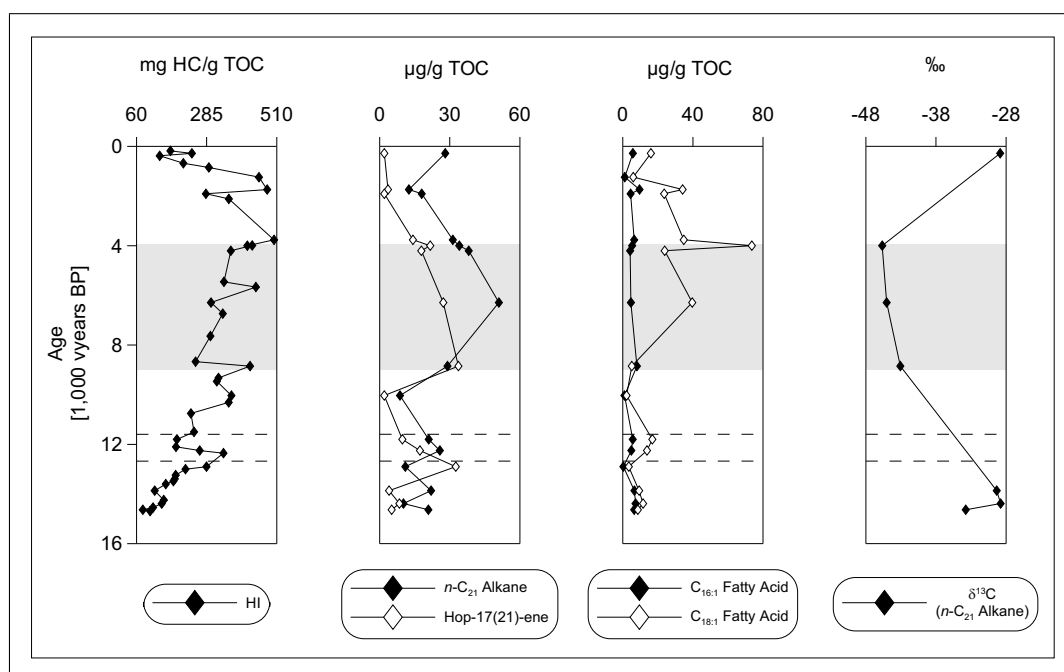 mg HC/g TOC
µg/g TOC
µg/g TOC
‰
60 285 510
0 30 60
0 40 80
-48 -38 -28
0
4
8
12
16
Age
[1,000 vyears BP]
HI
n-C21 Alkane
Hop-17(21)-ene
C16:1 Fatty Acid
C18:1 Fatty Acid
δ13C
(n-C21 Alkane)